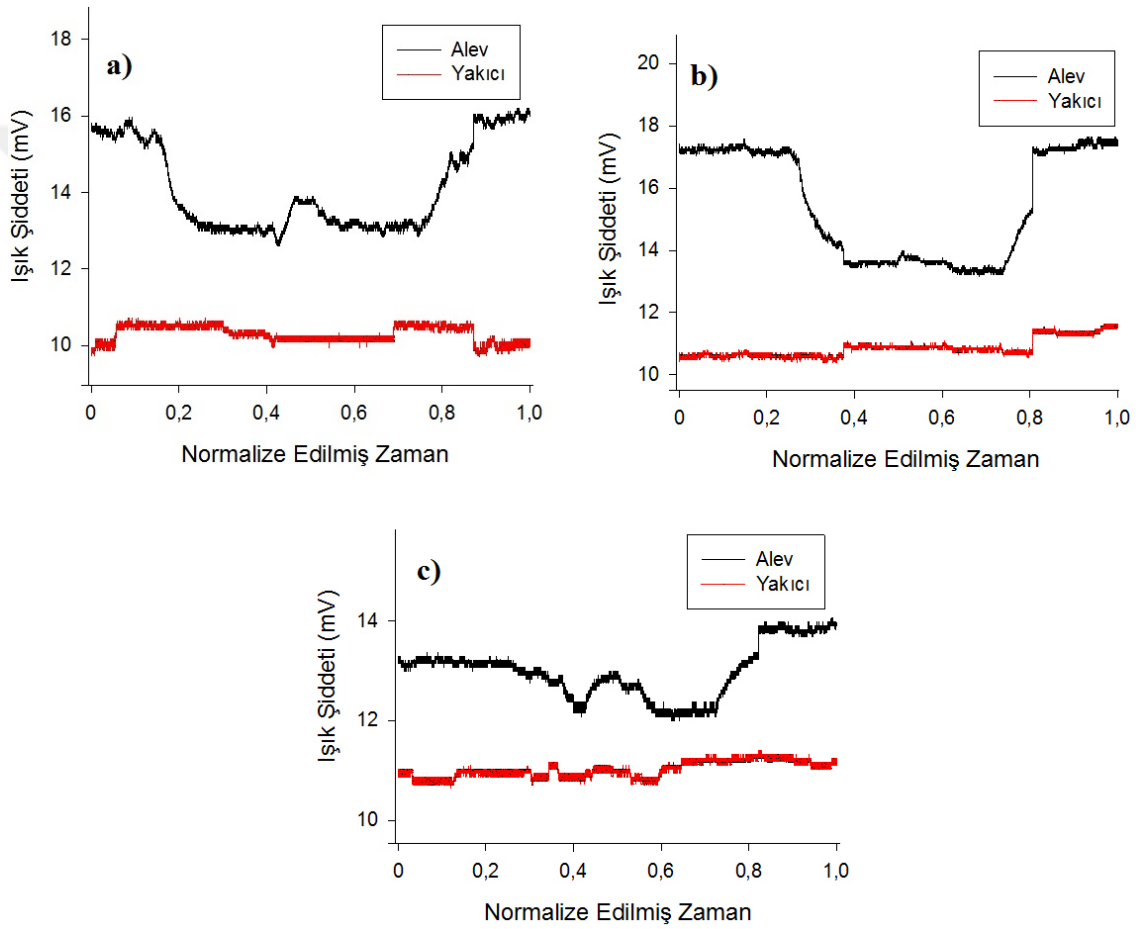 a)
Alev
Yakıcı
Işık Şiddeti (mV)
18
16
14
12
10
0 0,2 0,4 0,6 0,8 1,0
Normalize Edilmiş Zaman
b)
Alev
Yakıcı
Işık Şiddeti (mV)
20
18
16
14
12
10
0 0,2 0,4 0,6 0,8 1,0
Normalize Edilmiş Zaman
c)
Alev
Yakıcı
Işık Şiddeti (mV)
14
12
10
0 0,2 0,4 0,6 0,8 1,0
Normalize Edilmiş Zaman